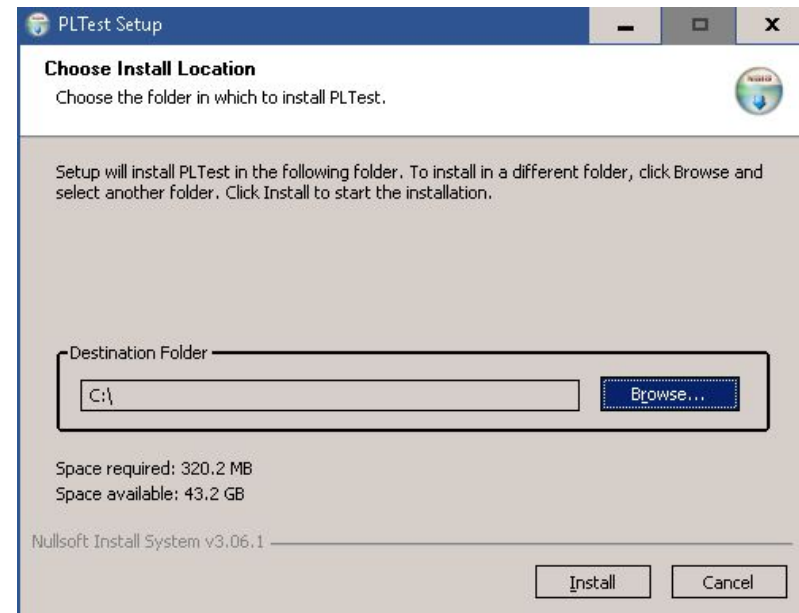 PLTest Setup
Choose Install Location
Choose the folder in which to install PLTest.
Setup will install PLTest in the following folder. To install in a different folder, click Browse and
select another folder. Click Install to start the installation.
Destination Folder
C:\
Browse...
Space required: 320.2 MB
Space available: 43.2 GB
Nullsoft Install System v3.06.1
Install
Cancel